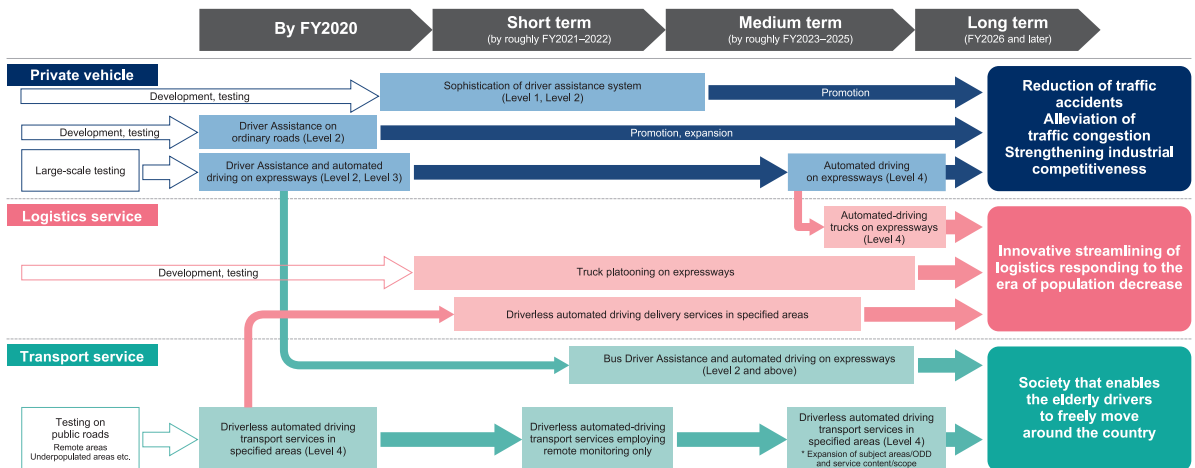 By FY2020
Short term
(by roughly FY2021–2022)
Medium term
(by roughly FY2023–2025)
Long term
(FY2026 and later)
Private vehicle
Development, testing
Sophistication of driver assistance system
(Level 1, Level 2)
Promotion
Development, testing
Driver Assistance on
ordinary roads (Level 2)
Promotion, expansion
Large-scale testing
Driver Assistance and automated
driving on expressways (Level 2, Level 3)
Automated driving
on expressways (Level 4)
Reduction of traffic
accidents
Alleviation of
traffic congestion
Strengthening industrial
competitiveness
Logistics service
Automated-driving
trucks on expressways
(Level 4)
Development, testing
Truck platooning on expressways
Driverless automated driving delivery services in specified areas
Innovative streamlining of
logistics responding to the
era of population decrease
Transport service
Bus Driver Assistance and automated driving on expressways
(Level 2 and above)
Testing on
public roads
Remote areas
Underpopulated areas etc.
Driverless automated driving
transport services in
specified areas (Level 4)
Driverless automated-driving
transport services employing
remote monitoring only
Driverless automated driving
transport services in
specified areas (Level 4)
* Expansion of subject areas/ODD
and service content/scope
Society that enables
the elderly drivers
to freely move
around the country